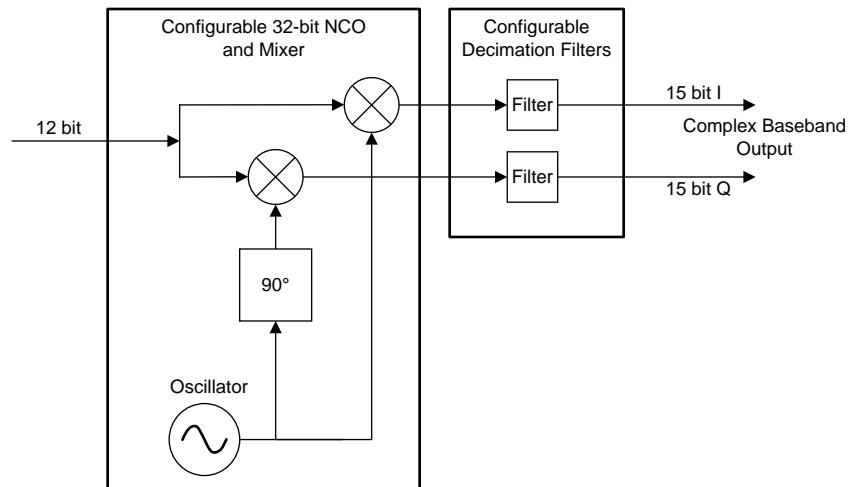 Configurable 32-bit NCO
and Mixer
Configurable
Decimation Filters
12 bit
Filter
15 bit I
Complex Baseband
Output
Filter
15 bit Q
90°
Oscillator